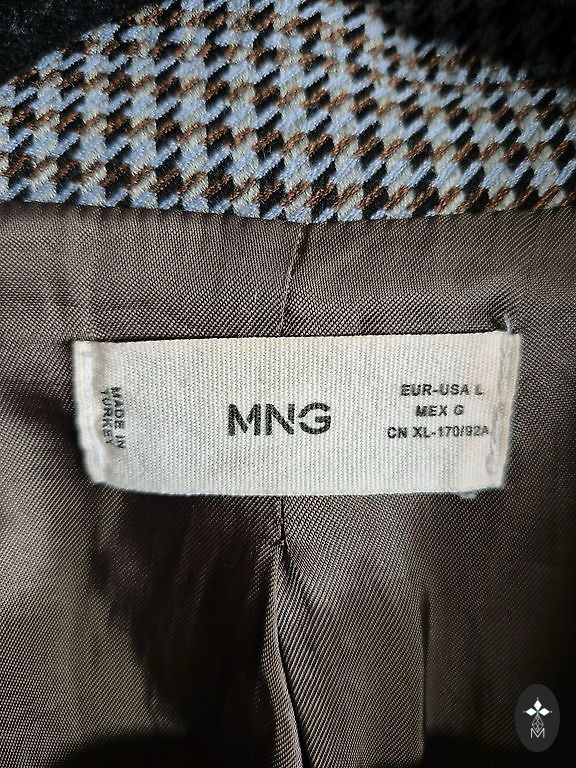 MADE IN
TURKEY
MNG
EUR-USA L
MEX G
CN XL-170/92A
M